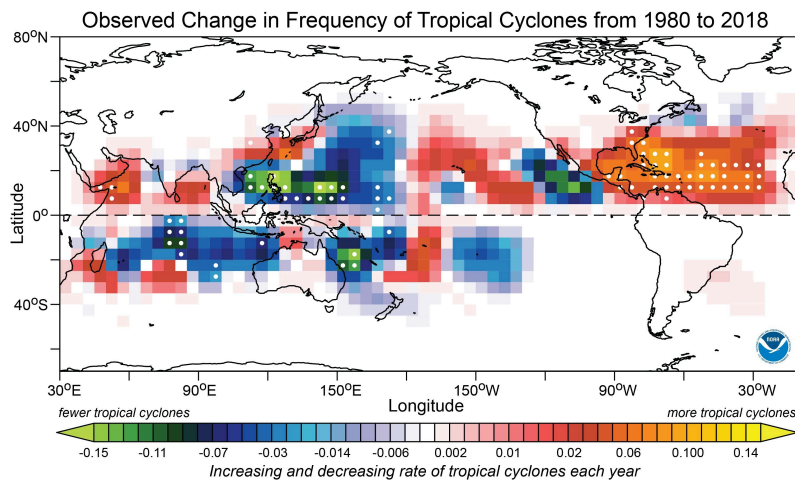 Observed Change in Frequency of Tropical Cyclones from 1980 to 2018
80°N
40°N
0°
40°S
Latitude
30°E 90°E 150°E 150°W 90°W 30°W
Longitude
NOAA
fewer tropical cyclones more tropical cyclones
-0.15 -0.11 -0.07 -0.03 -0.014 -0.006 0.002 0.01 0.02 0.06 0.100 0.14
Increasing and decreasing rate of tropical cyclones each year